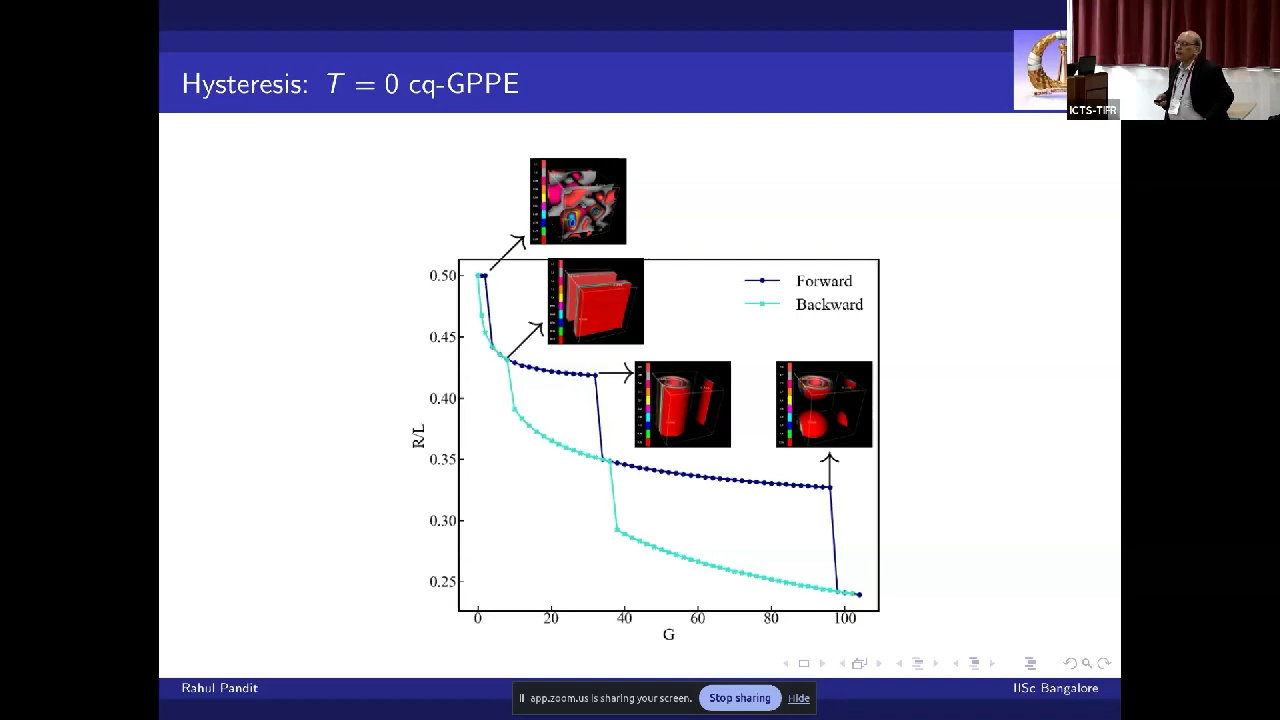 Hysteresis: T = 0 cq-GPPE
ICTS-TIFR
0.50
0.45
0.40
0.35
0.30
0.25
R/L
Forward
Backward
0
20
40
60
80
100
G
Rahul Pandit
IISc Bangalore
app.zoom.us is sharing your screen.
Stop sharing
Hide